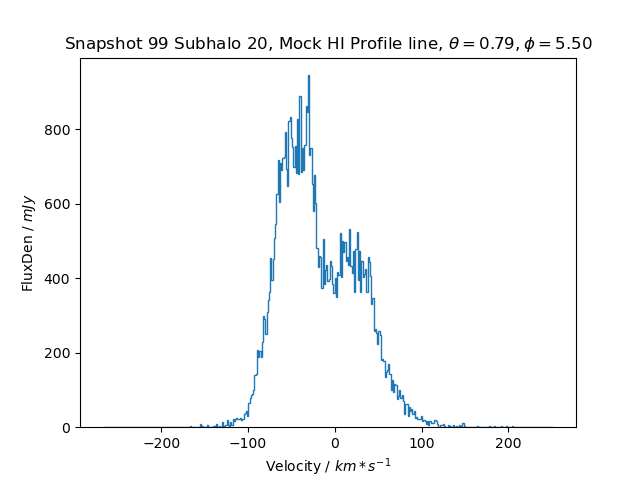 Snapshot 99 Subhalo 20, Mock HI Profile line, θ = 0.79, ϕ = 5.50
FluxDen / mJy
800
600
400
200
0
−200 −100 0 100 200
Velocity / km * s⁻¹